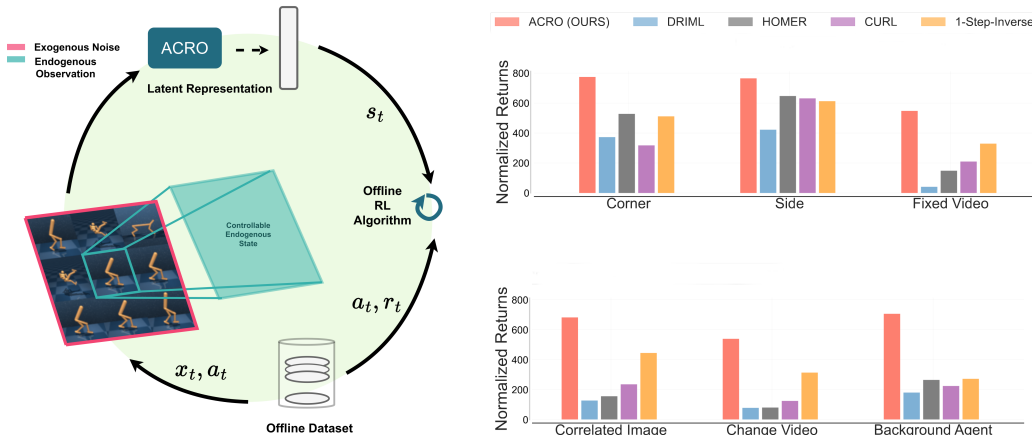 Exogenous Noise
Endogenous
Observation
ACRO
Latent Representation
s_t
Offline
RL
Algorithm
Controllable
Endogenous
State
a_t, r_t
x_t, a_t
Offline Dataset
ACRO (OURS) DRIML HOMER CURL 1-Step-Inverse
Normalized Returns
800
600
400
200
0
Corner Side Fixed Video
Normalized Returns
800
600
400
200
0
Correlated Image Change Video Background Agent